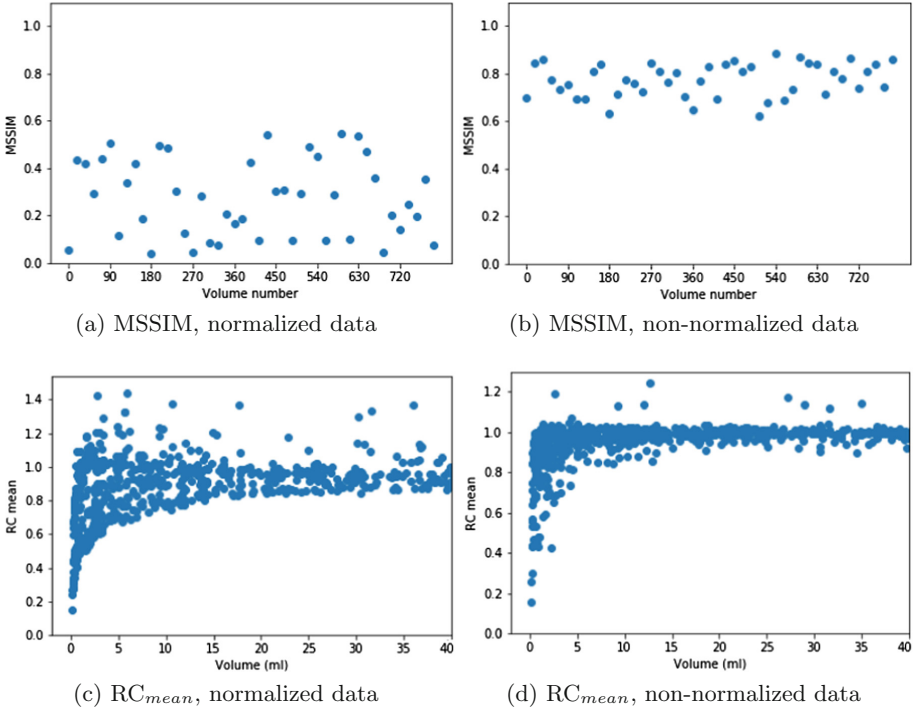 1.0
0.8
0.6
0.4
0.2
0.0
MSSIM
0 90 180 270 360 450 540 630 720
Volume number
(a) MSSIM, normalized data
1.0
0.8
0.6
0.4
0.2
0.0
MSSIM
0 90 180 270 360 450 540 630 720
Volume number
(b) MSSIM, non-normalized data
1.4
1.2
1.0
0.8
0.6
0.4
0.2
0.0
RC mean
0 5 10 15 20 25 30 35 40
Volume (ml)
(c) RCmean, normalized data
1.2
1.0
0.8
0.6
0.4
0.2
0.0
RC mean
0 5 10 15 20 25 30 35 40
Volume (ml)
(d) RCmean, non-normalized data